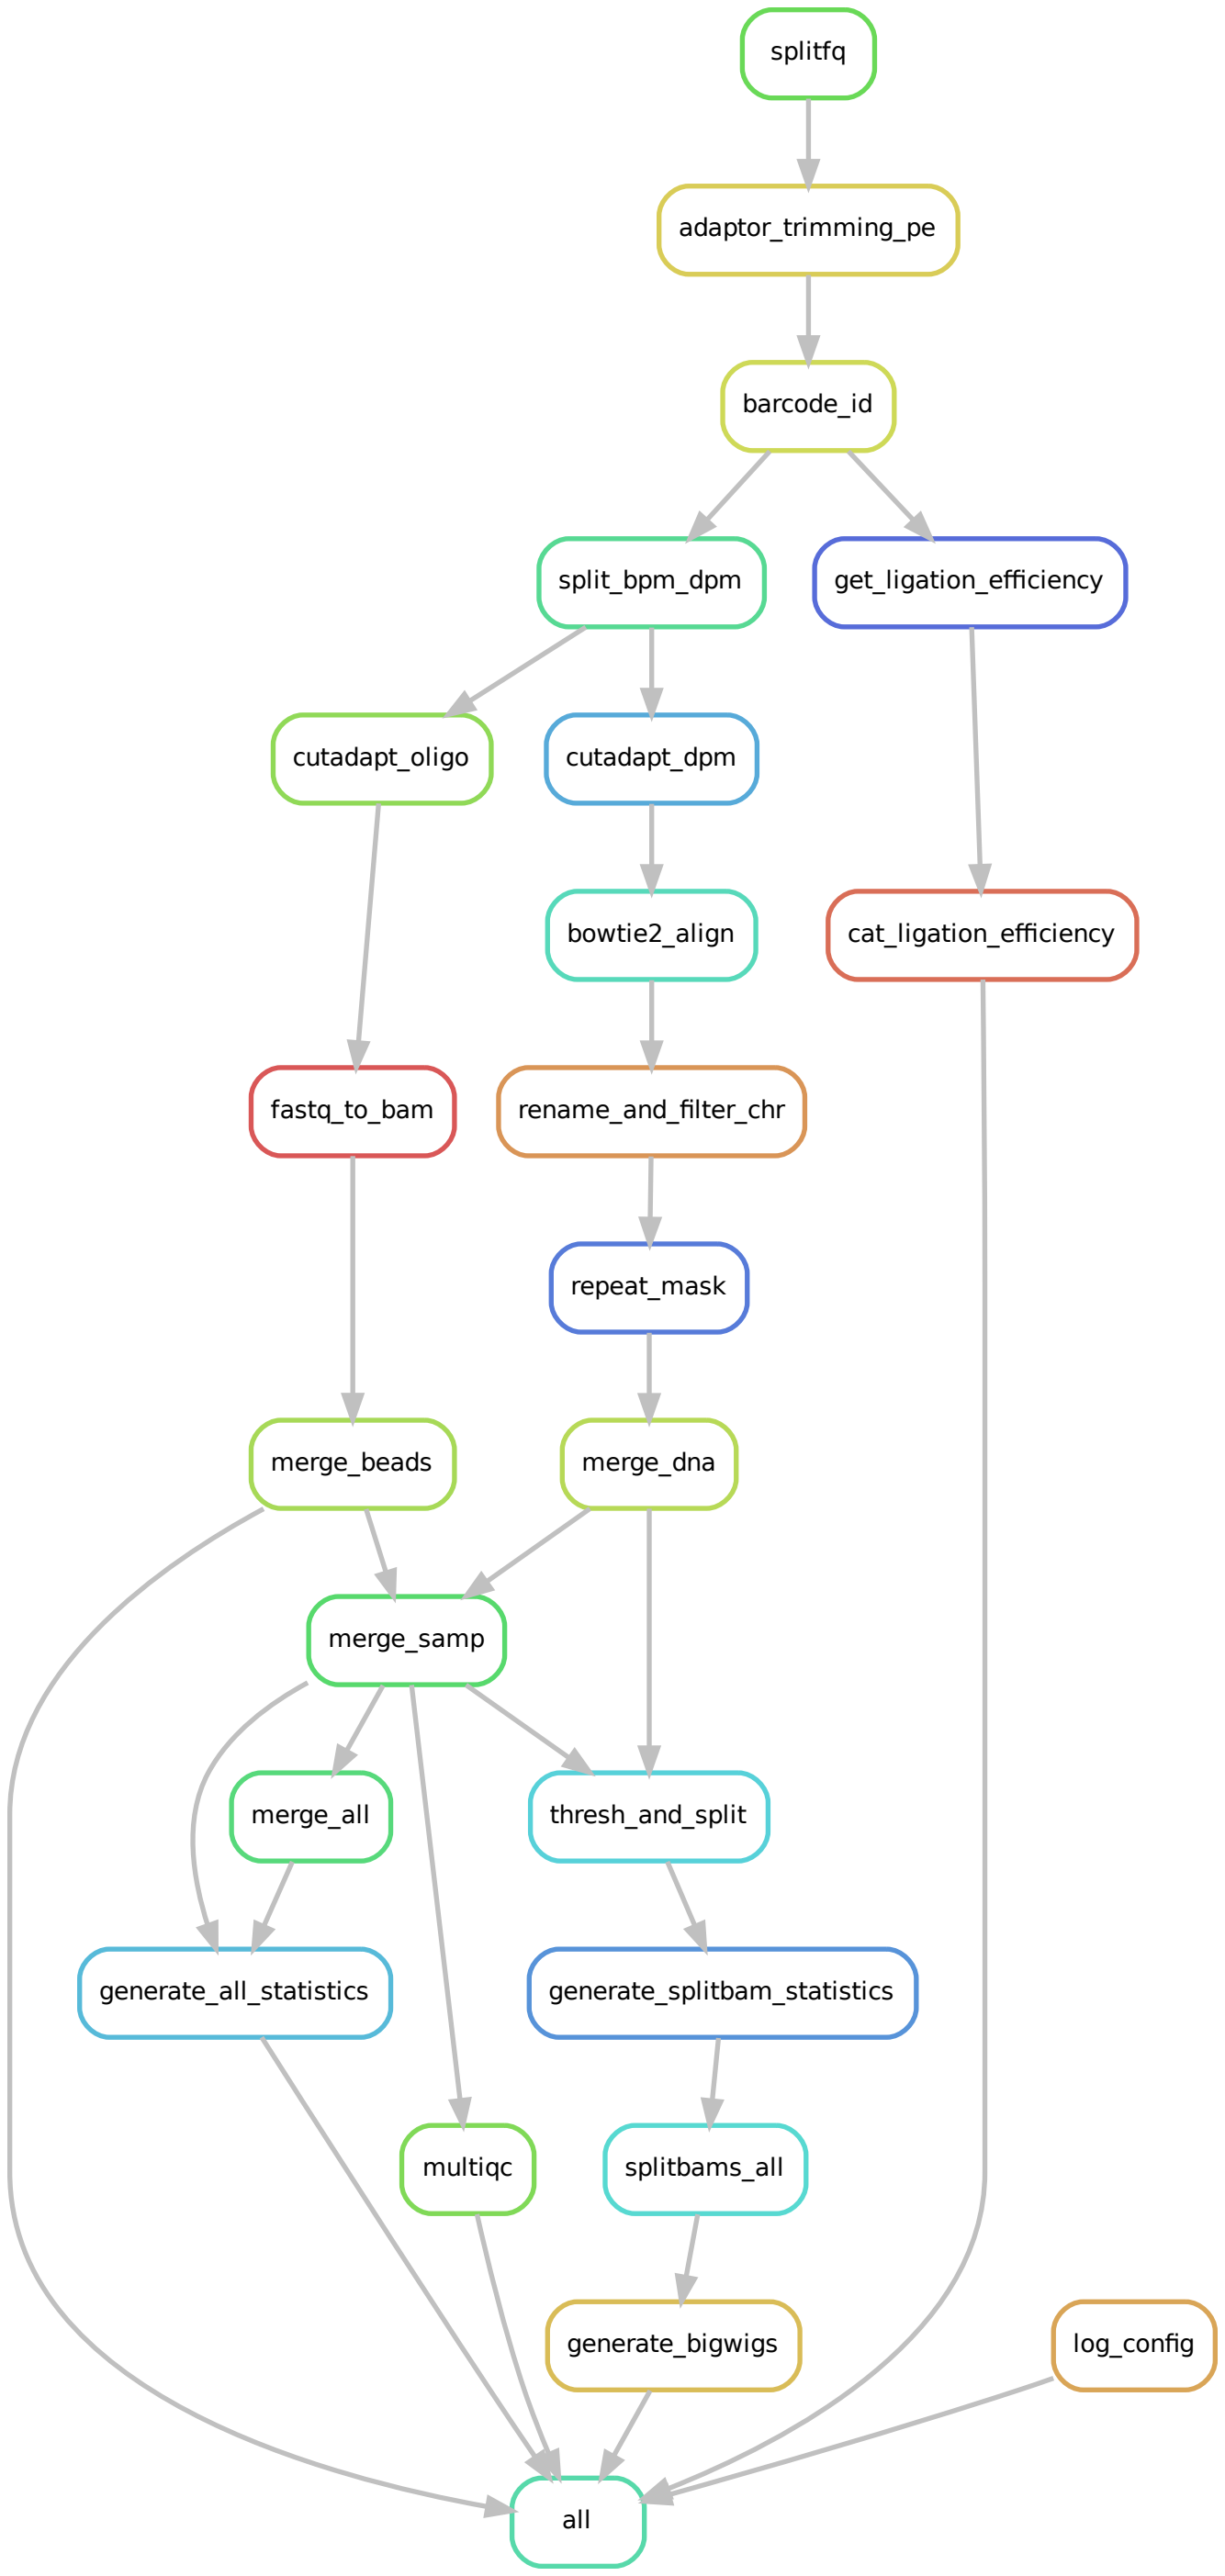 splitfq
adaptor_trimming_pe
barcode_id
split_bpm_dpm
get_ligation_efficiency
cutadapt_oligo
cutadapt_dpm
bowtie2_align
cat_ligation_efficiency
fastq_to_bam
rename_and_filter_chr
repeat_mask
merge_beads
merge_dna
merge_samp
merge_all
thresh_and_split
generate_all_statistics
generate_splitbam_statistics
multiqc
splitbams_all
generate_bigwigs
log_config
all